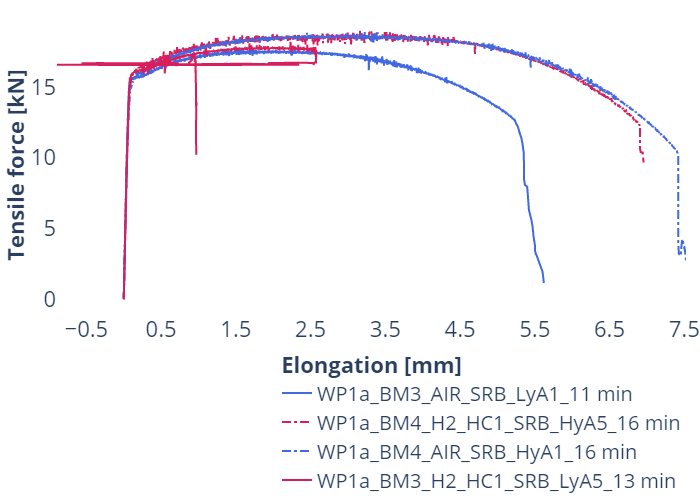 Tensile force [kN]
15
10
5
0
−0.5 0.5 1.5 2.5 3.5 4.5 5.5 6.5 7.5
Elongation [mm]
WP1a_BM3_AIR_SRB_LyA1_11 min
WP1a_BM4_H2_HC1_SRB_HyA5_16 min
WP1a_BM4_AIR_SRB_HyA1_16 min
WP1a_BM3_H2_HC1_SRB_LyA5_13 min